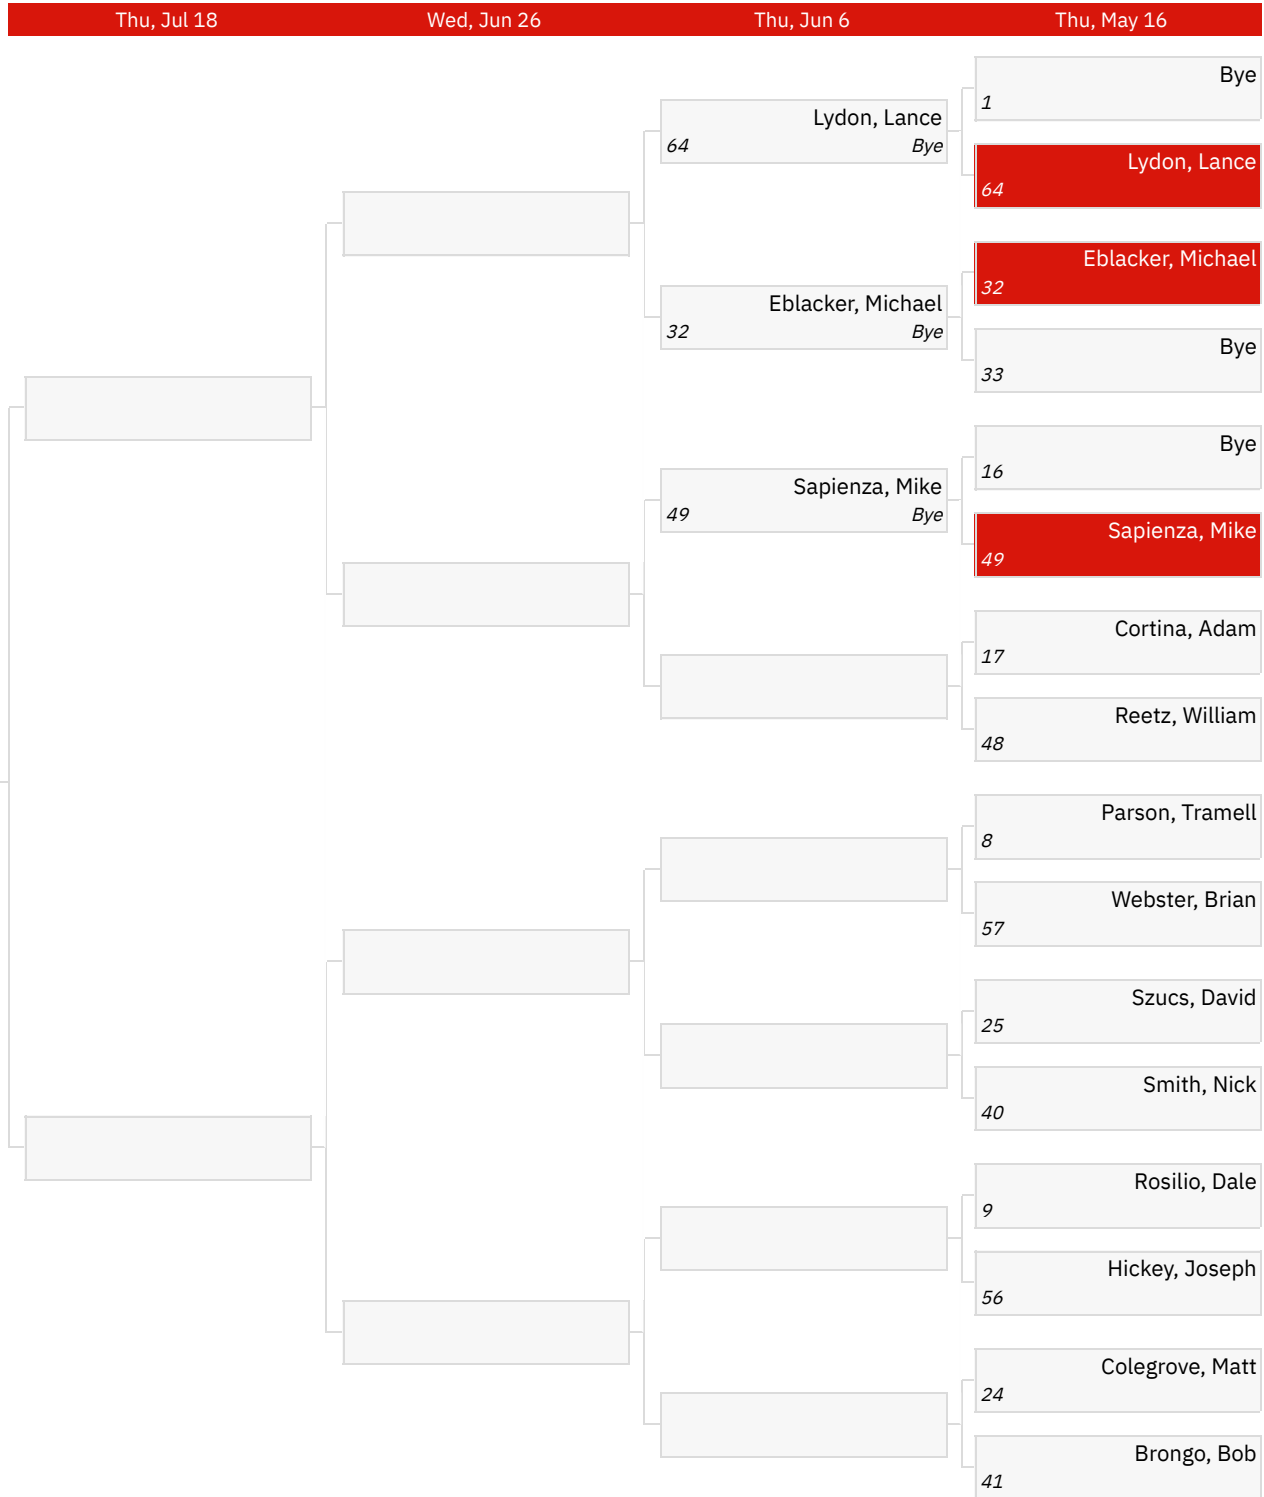 Thu, Jul 18
Wed, Jun 26
Thu, Jun 6
Thu, May 16
Bye
1
Lydon, Lance
64
Bye
Lydon, Lance
64
Eblacker, Michael
32
Eblacker, Michael
32
Bye
Bye
33
Bye
16
Sapienza, Mike
49
Bye
Sapienza, Mike
49
Cortina, Adam
17
Reetz, William
48
Parson, Tramell
8
Webster, Brian
57
Szucs, David
25
Smith, Nick
40
Rosilio, Dale
9
Hickey, Joseph
56
Colegrove, Matt
24
Brongo, Bob
41